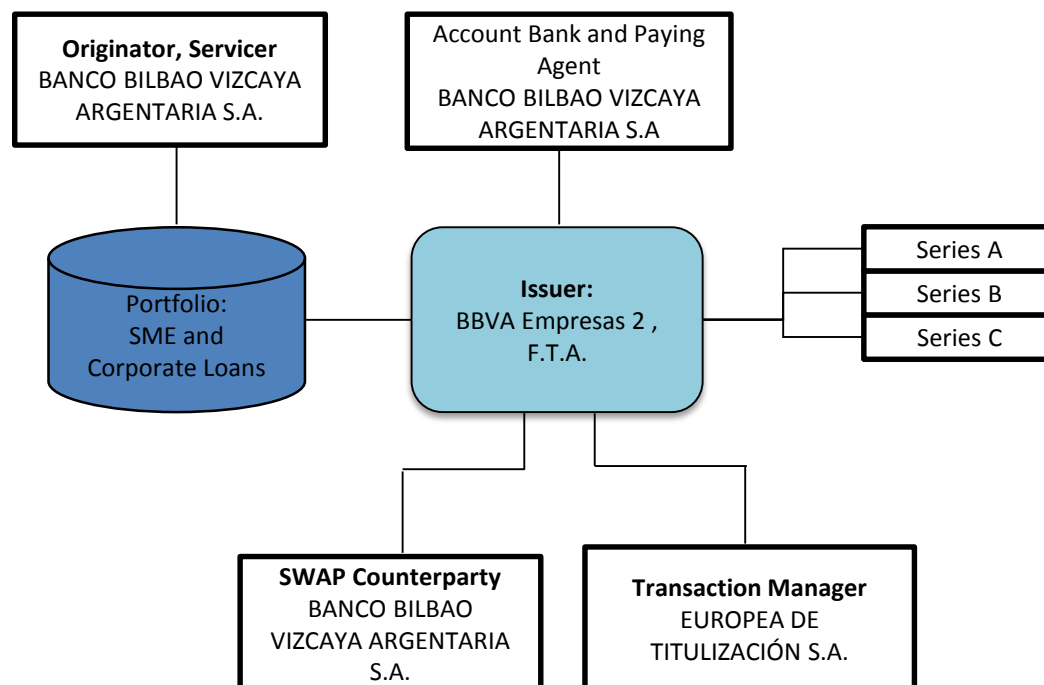 Originator, Servicer
BANCO BILBAO VIZCAYA
ARGENTARIA S.A.
Account Bank and Paying
Agent
BANCO BILBAO VIZCAYA
ARGENTARIA S.A
Portfolio:
SME and
Corporate Loans
Issuer:
BBVA Empresas 2 ,
F.T.A.
Series A
Series B
Series C
SWAP Counterparty
BANCO BILBAO
VIZCAYA ARGENTARIA
S.A.
Transaction Manager
EUROPEA DE
TITULIZACIÓN S.A.